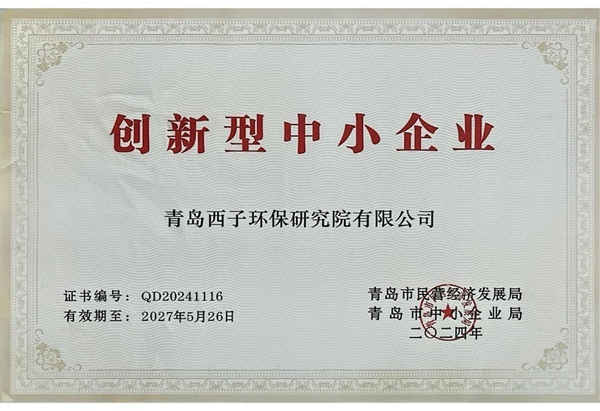 创新型中小企业
青岛西子环保研究院有限公司
证书编号： QD20241116
有效期至： 2027年5月26日
青岛市民营经济发展局
青岛市中小企业局
二〇二四年